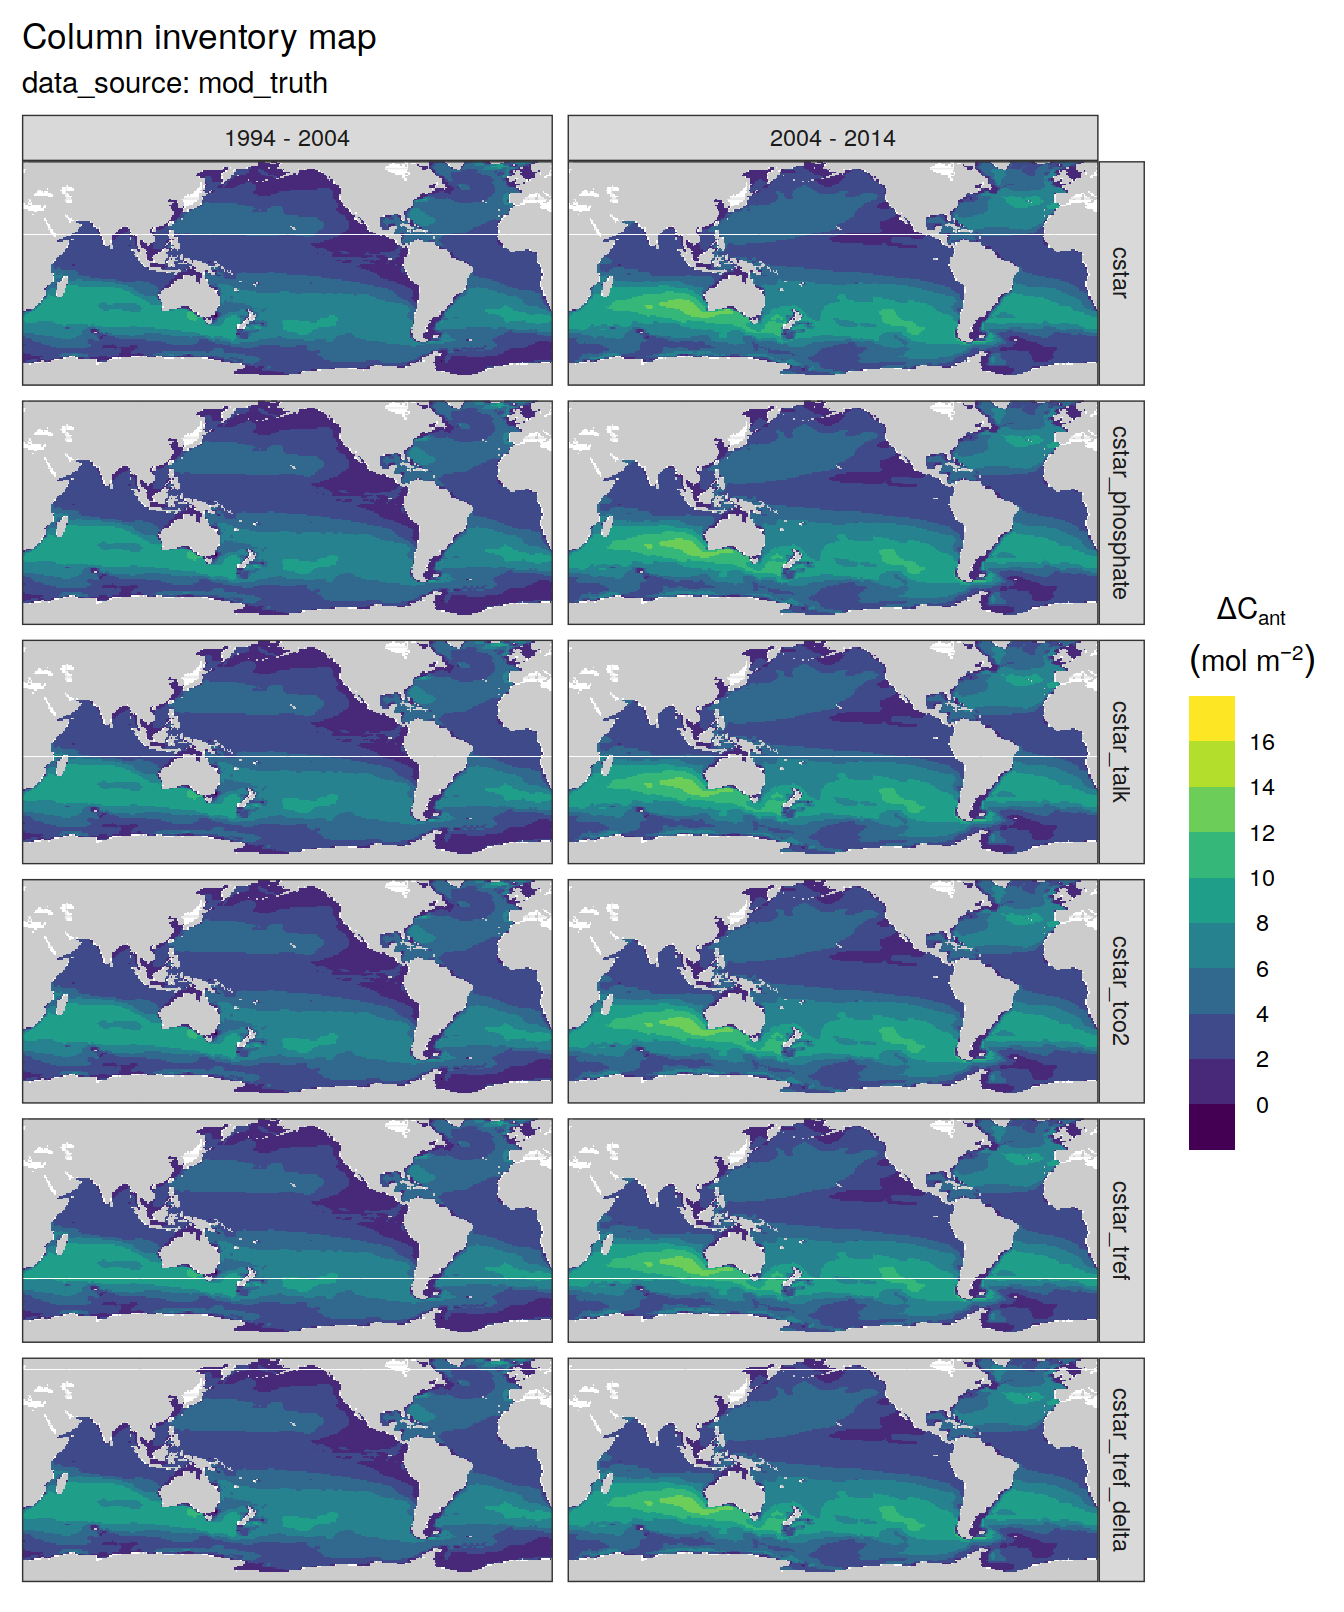 Column inventory map
data_source: mod_truth
1994 - 2004
2004 - 2014
cstar
cstar_phosphate
cstar_talk
cstar_tco2
cstar_tref
cstar_tref_delta
ΔCant
(mol m−2)
16
14
12
10
8
6
4
2
0